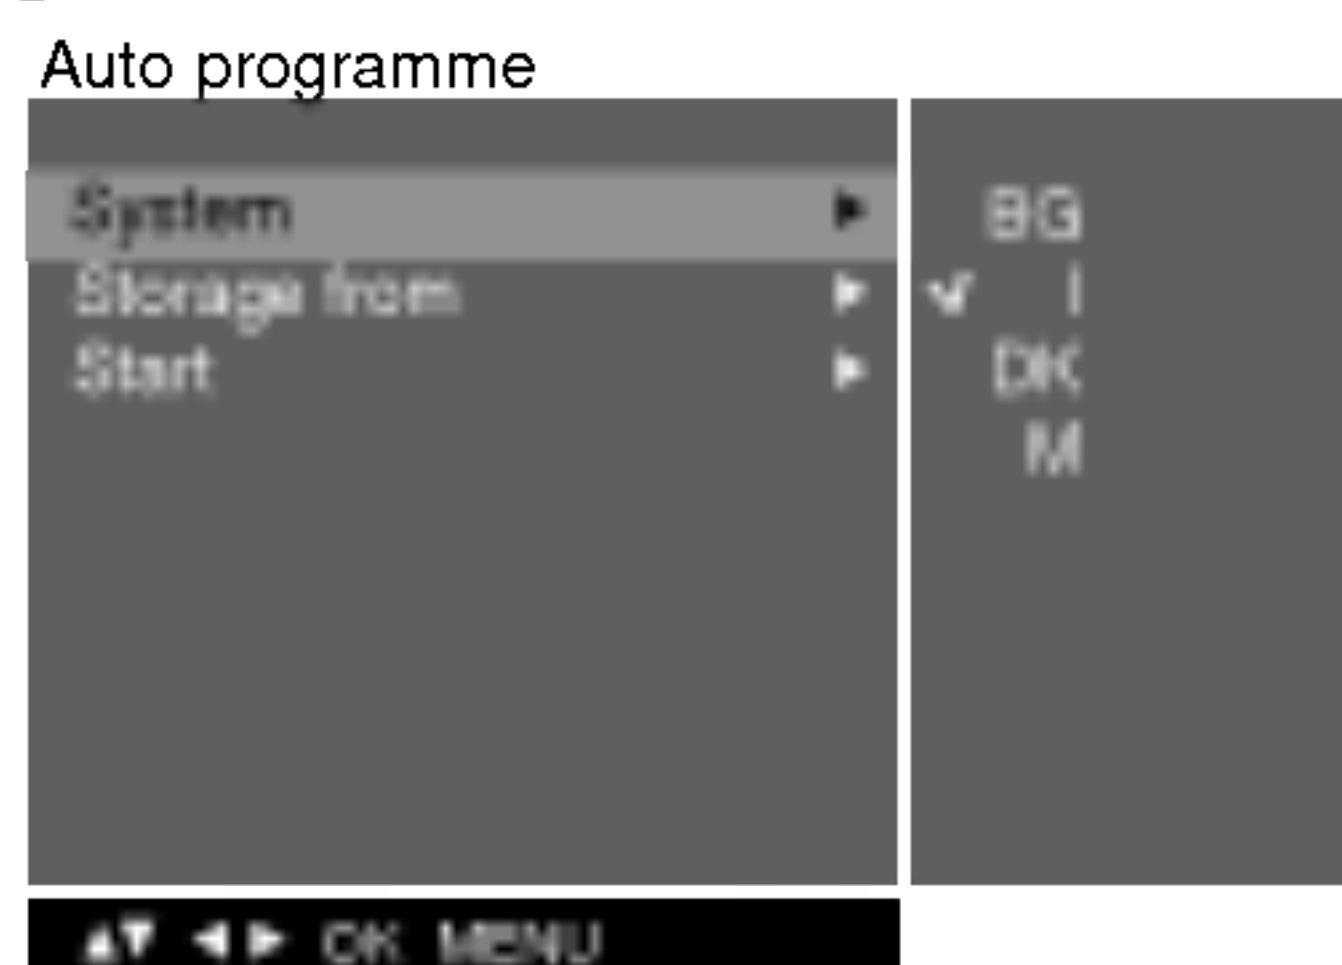 Auto programme
System ►
Storage from ►
Start ►
BG
✓ I
DK
M
▲▼ ◄► OK MENU